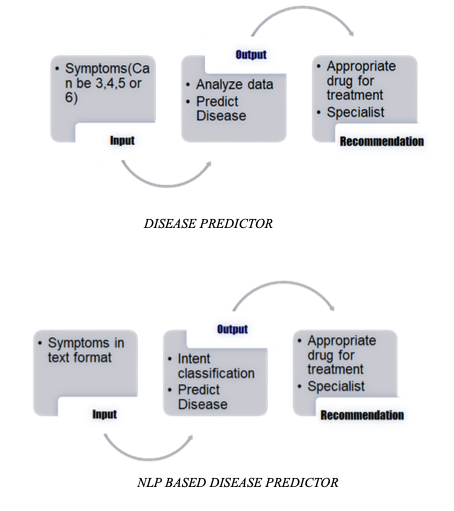 Output
• Symptoms(Ca
n be 3,4,5 or
6)
Input
• Analyze data
• Predict
Disease
• Appropriate
drug for
treatment
• Specialist
Recommendation
DISEASE PREDICTOR
Output
• Symptoms in
text format
Input
• Intent
classification
• Predict
Disease
• Appropriate
drug for
treatment
• Specialist
Recommendation
NLP BASED DISEASE PREDICTOR